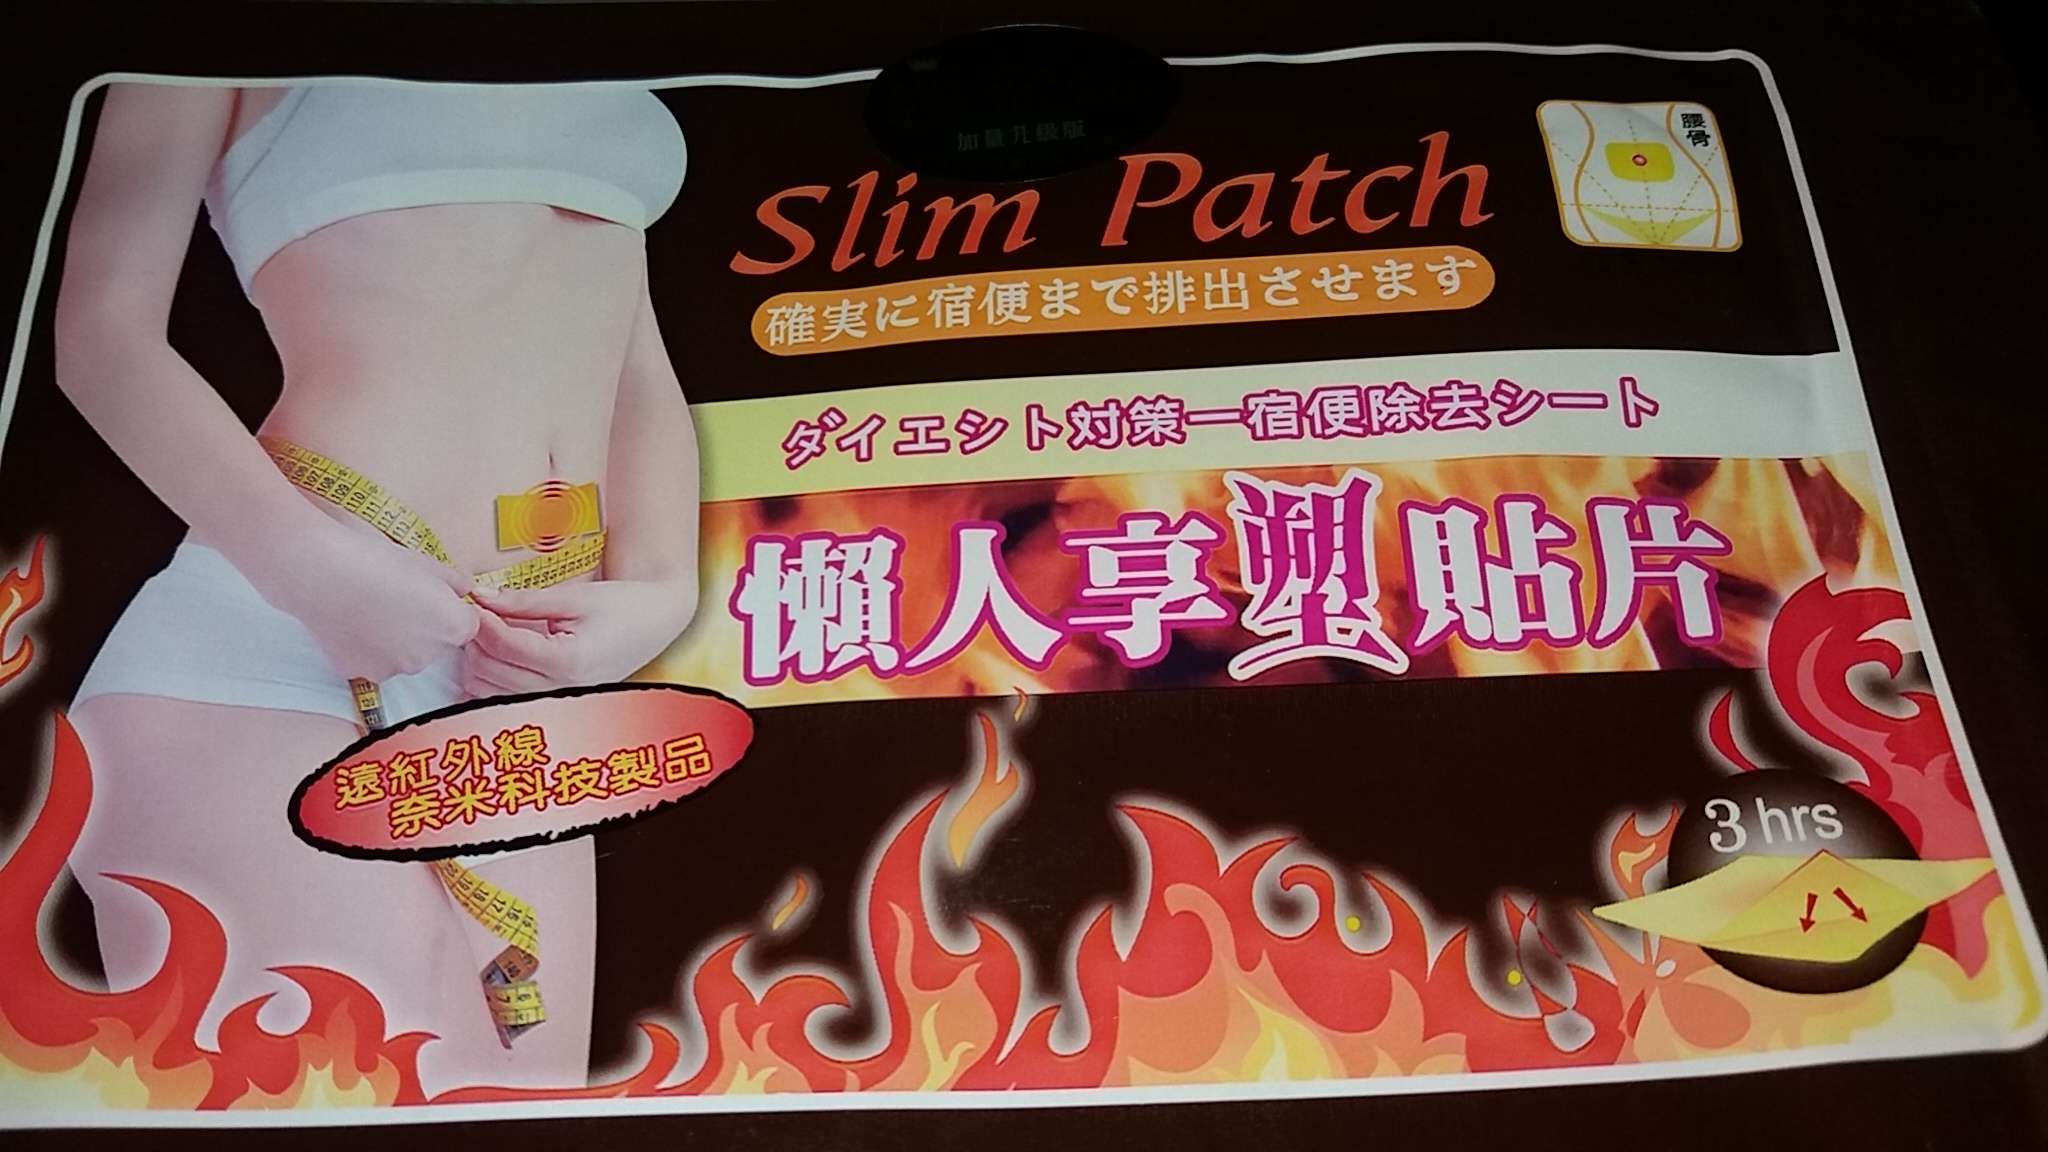 加量升级版
Slim Patch
腰骨
確実に宿便まで排出させます
ダイエシト対策一宿便除去シート
懶人享塑貼片
遠紅外線
奈米科技製品
3 hrs